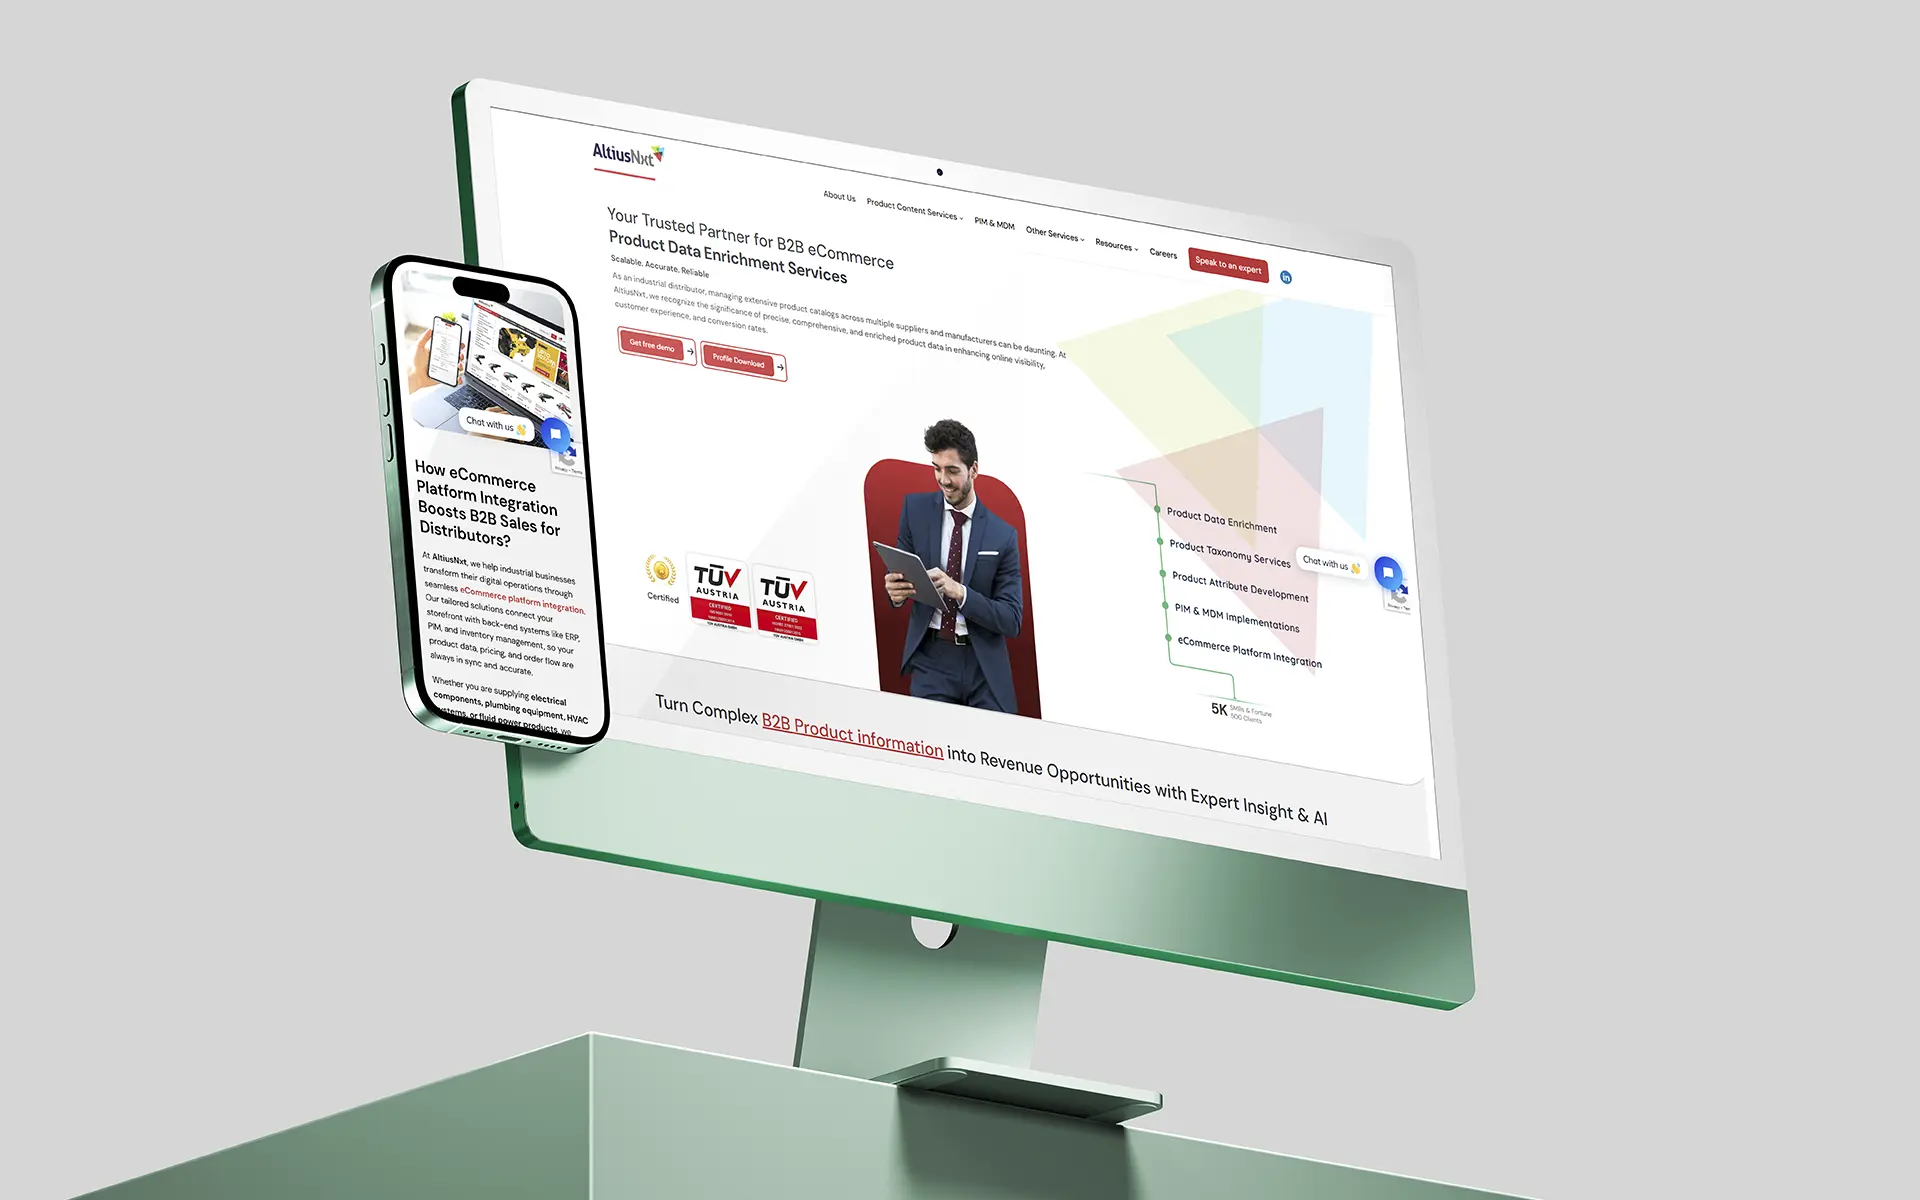 AltiusNxt
About Us
Product Content Services
PIM & MDM
Other Services
Resources
Careers
Speak to an expert
in
Your Trusted Partner for B2B eCommerce
Product Data Enrichment Services
Scalable. Accurate. Reliable
As an industrial distributor, managing extensive product catalogs across multiple suppliers and manufacturers can be daunting. At
AltiusNxt, we recognize the significance of precise, comprehensive, and enriched product data in enhancing online visibility,
customer experience, and conversion rates.
Get free demo
Profile Download
Certified
TÜV
AUSTRIA
CERTIFIED
TÜV
AUSTRIA
CERTIFIED
Product Data Enrichment
Product Taxonomy Services
Product Attribute Development
PIM & MDM Implementations
eCommerce Platform Integration
5K
SMBs & Fortune
500 Clients
Chat with us
Turn Complex B2B Product information into Revenue Opportunities with Expert Insight & AI
Chat with us
How eCommerce
Platform Integration
Boosts B2B Sales for
Distributors?
At AltiusNxt, we help industrial businesses
transform their digital operations through
seamless eCommerce platform integration.
Our tailored solutions connect your
storefront with back-end systems like ERP,
PIM, and inventory management, so your
product data, pricing, and order flow are
always in sync and accurate.
Whether you are supplying electrical
components, plumbing equipment, HVAC
systems, or fluid power products, we